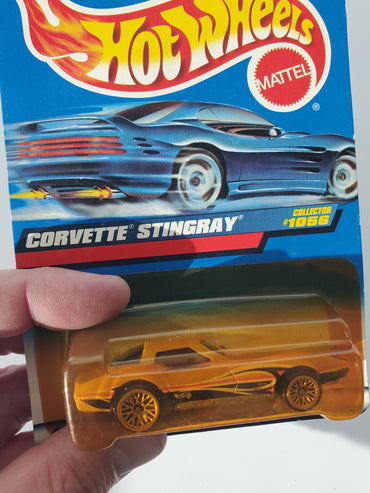 HOT WHEELS
MATTEL
®
CORVETTE® STINGRAY®
COLLECTOR
#1056